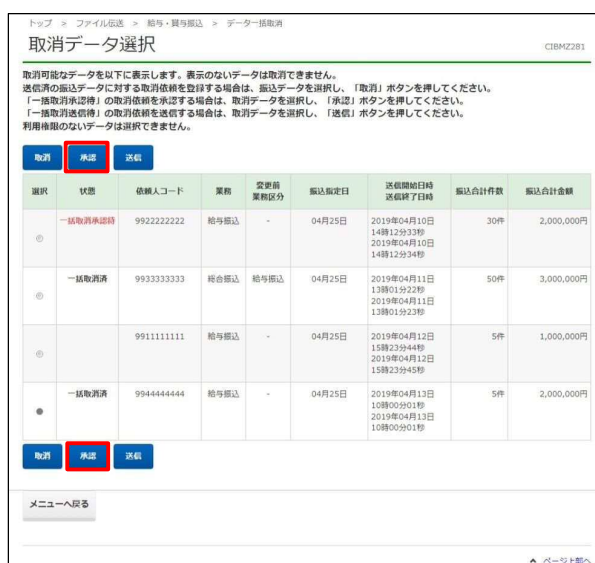 トップ > ファイル伝送 > 給与・賞与振込 > データ一括取消
取消データ選択
CIBMZ281
取消可能なデータを以下に表示します。表示のないデータは取消できません。
送信済の振込データに対する取消依頼を登録する場合は、振込データを選択し、「取消」ボタンを押してください。
「一括取消承認待」の取消依頼を承認する場合は、取消データを選択し、「承認」ボタンを押してください。
「一括取消送信待」の取消依頼を送信する場合は、取消データを選択し、「送信」ボタンを押してください。
利用権限のないデータは選択できません。
取消 承認 送信
選択 状態 依頼人コード 業務 変更前 業務区分 振込指定日 送信開始日時 送信終了日時 振込合計件数 振込合計金額
一括取消承認待 9922222222 給与振込 - 04月25日 2019年04月10日 30件 2,000,000円
14時12分33秒
2019年04月10日
14時12分34秒
一括取消済 9933333333 総合振込 給与振込 04月25日 2019年04月11日 50件 3,000,000円
13時01分22秒
2019年04月11日
13時01分23秒
9911111111 給与振込 - 04月25日 2019年04月12日 5件 1,000,000円
15時23分44秒
2019年04月12日
15時23分45秒
一括取消済 9944444444 給与振込 - 04月25日 2019年04月13日 5件 2,000,000円
10時00分01秒
2019年04月13日
10時00分01秒
取消 承認 送信
メニューへ戻る
ページ上部へ